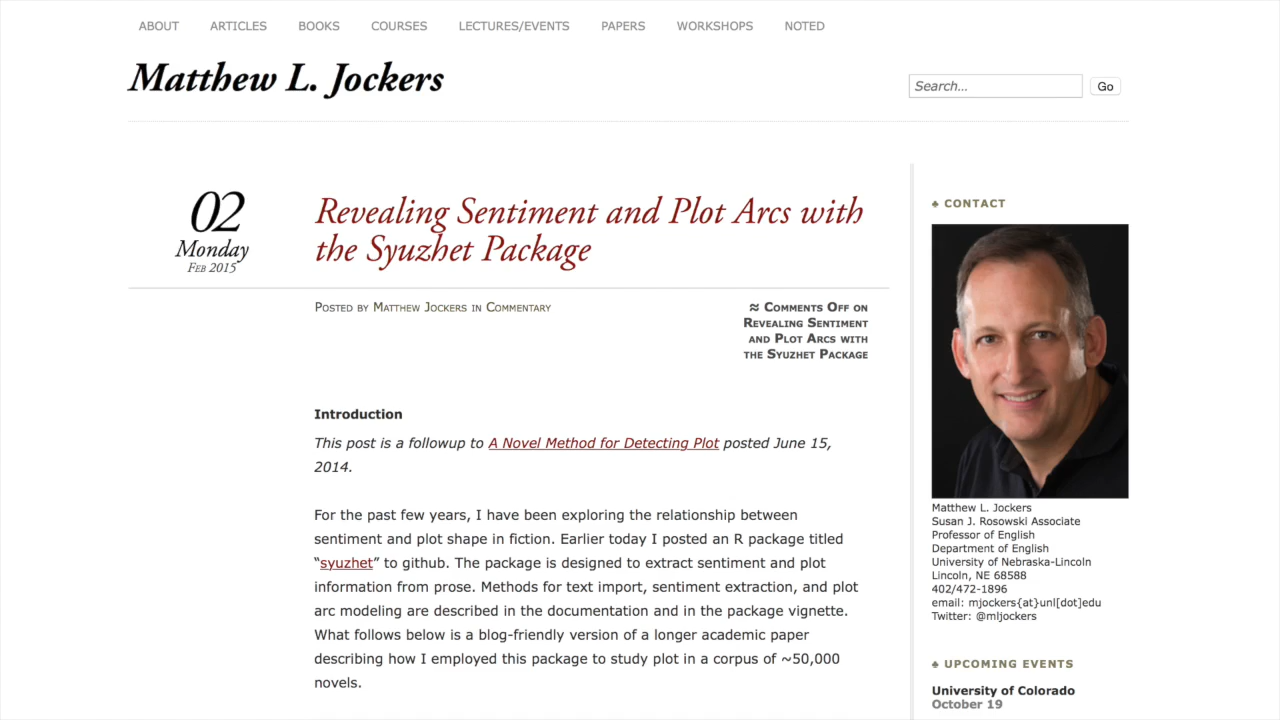 ABOUT ARTICLES BOOKS COURSES LECTURES/EVENTS PAPERS WORKSHOPS NOTED
Matthew L. Jockers
Search...
Go
02
Monday
Feb 2015
Revealing Sentiment and Plot Arcs with
the Syuzhet Package
Posted by Matthew Jockers in Commentary
≈ Comments Off on
Revealing Sentiment
and Plot Arcs with
the Syuzhet Package
Introduction
This post is a followup to A Novel Method for Detecting Plot posted June 15,
2014.
For the past few years, I have been exploring the relationship between
sentiment and plot shape in fiction. Earlier today I posted an R package titled
“syuzhet” to github. The package is designed to extract sentiment and plot
information from prose. Methods for text import, sentiment extraction, and plot
arc modeling are described in the documentation and in the package vignette.
What follows below is a blog-friendly version of a longer academic paper
describing how I employed this package to study plot in a corpus of ~50,000
novels.
♣ CONTACT
Matthew L. Jockers
Susan J. Rosowski Associate
Professor of English
Department of English
University of Nebraska-Lincoln
Lincoln, NE 68588
402/472-1896
email: mjockers{at}unl[dot]edu
Twitter: @mljockers
♣ UPCOMING EVENTS
University of Colorado
October 19